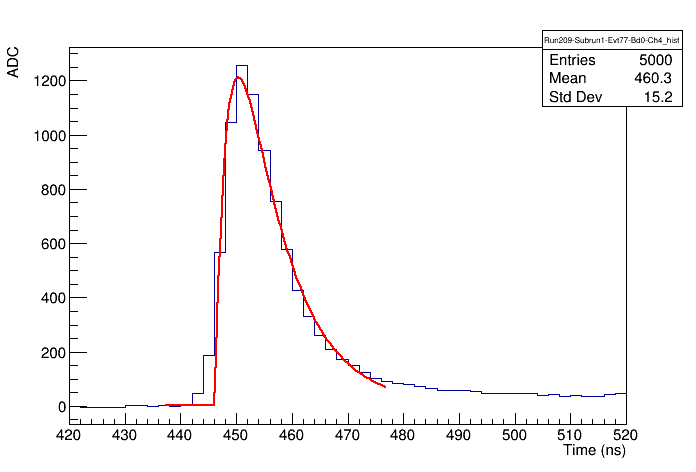 Run209-Subrun1-Evt77-Bd0-Ch4_hist
Entries 5000
Mean 460.3
Std Dev 15.2
ADC
1200
1000
800
600
400
200
0
420 430 440 450 460 470 480 490 500 510 520
Time (ns)